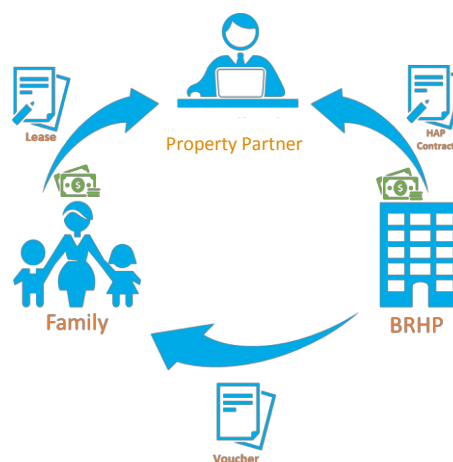 Lease
HAP
Contract
Property Partner
$
$
Family
BRHP
Voucher